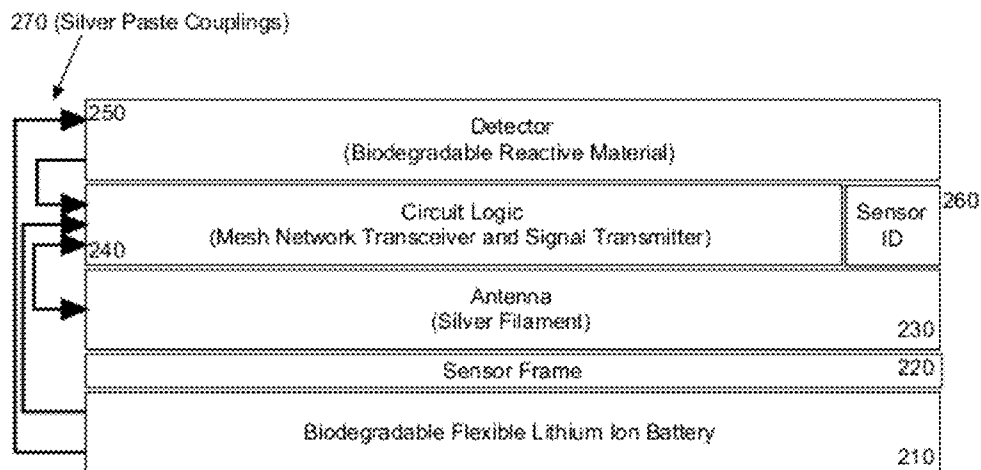 270 (Silver Paste Couplings)
250
Detector
(Biodegradable Reactive Material)
Circuit Logic
(Mesh Network Transceiver and Signal Transmitter)
240
Sensor
ID
260
Antenna
(Silver Filament)
230
Sensor Frame
220
Biodegradable Flexible Lithium Ion Battery
210